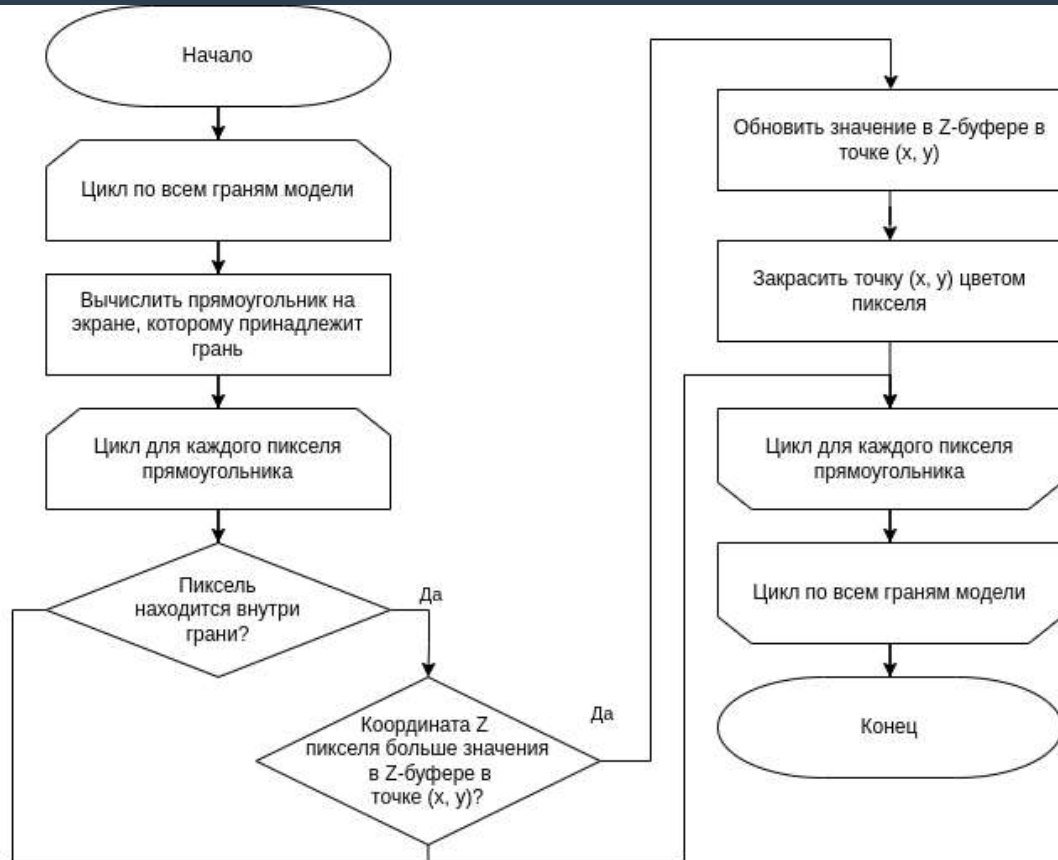 Начало
Цикл по всем граням модели
Вычислить прямоугольник на
экране, которому принадлежит
грань
Цикл для каждого пикселя
прямоугольника
Пиксель
находится внутри
грани?
Да
Координата Z
пикселя больше значения
в Z-буфере в
точке (x, y)?
Да
Обновить значение в Z-буфере в
точке (x, y)
Закрасить точку (x, y) цветом
пикселя
Цикл для каждого пикселя
прямоугольника
Цикл по всем граням модели
Конец